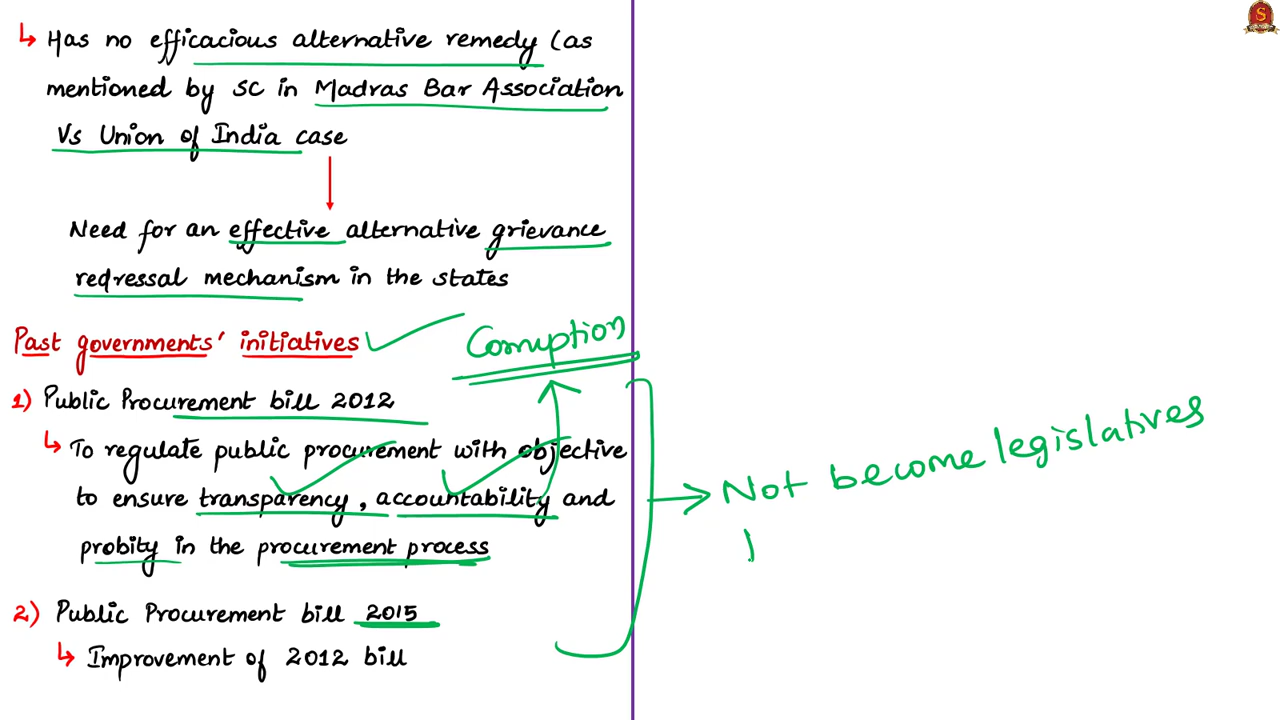 ↳ Has no efficacious alternative remedy (as
mentioned by SC in Madras Bar Association
Vs Union of India case
Need for an effective alternative grievance
redressal mechanism in the states
Past governments' initiatives
Corruption
1) Public Procurement bill 2012
↳ To regulate public procurement with objective
to ensure transparency, accountability and
probity in the procurement process
2) Public Procurement bill 2015
↳ Improvement of 2012 bill
Not become legislatives
S